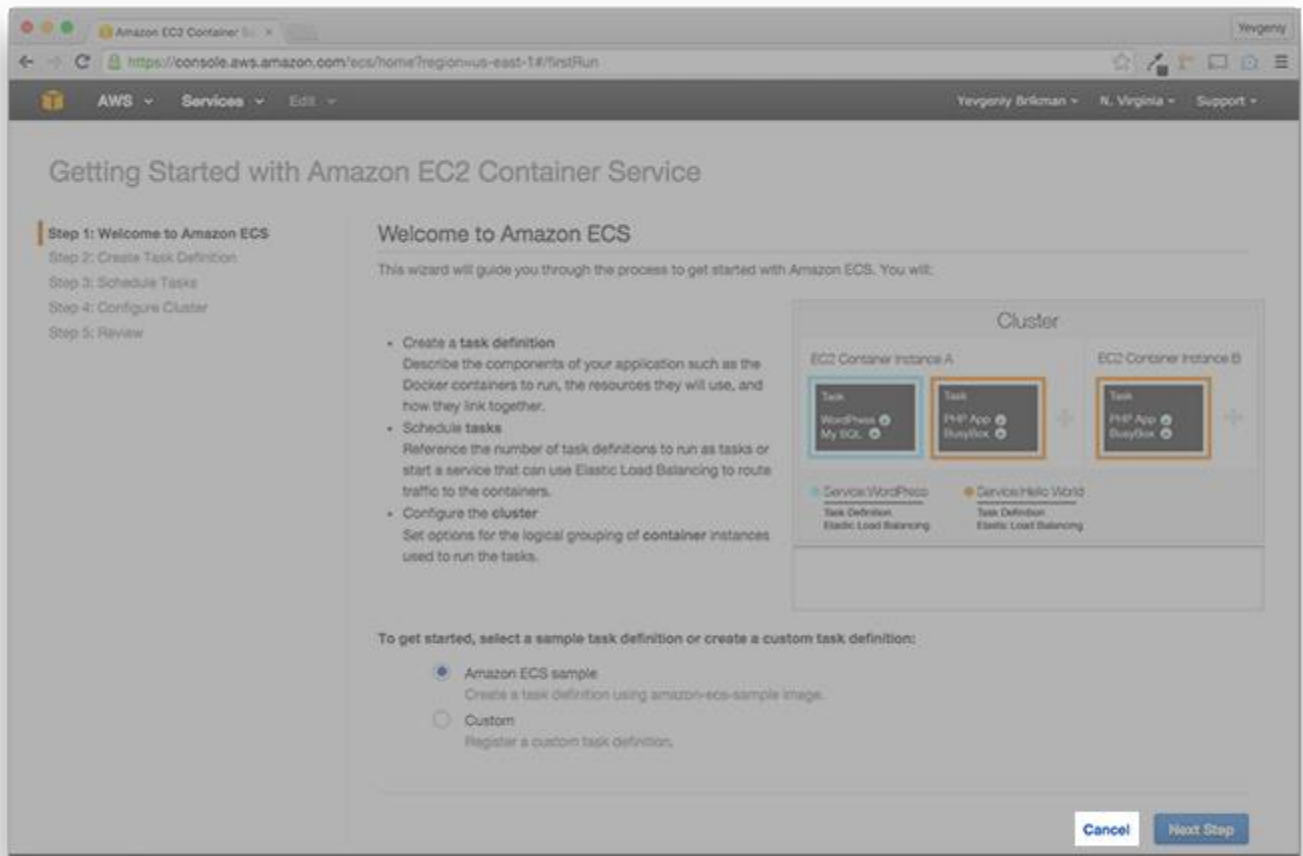 Amazon EC2 Container S
Yevgeniy
https://console.aws.amazon.com/ecs/home?region=us-east-1#/firstRun
AWS Services Edit Yevgeniy Brikman N. Virginia Support
Getting Started with Amazon EC2 Container Service
Step 1: Welcome to Amazon ECS
Step 2: Create Task Definition
Step 3: Schedule Tasks
Step 4: Configure Cluster
Step 5: Review
Welcome to Amazon ECS
This wizard will guide you through the process to get started with Amazon ECS. You will:
• Create a task definition
Describe the components of your application such as the
Docker containers to run, the resources they will use, and
how they link together.
• Schedule tasks
Reference the number of task definitions to run as tasks or
start a service that can use Elastic Load Balancing to route
traffic to the containers.
• Configure the cluster
Set options for the logical grouping of container instances
used to run the tasks.
Cluster
EC2 Container Instance A
EC2 Container Instance B
Task
WordPress
My SQL
Task
PHP App
BusyBox
Task
PHP App
BusyBox
Service:WordPress
Task Definition
Elastic Load Balancing
Service:Hello World
Task Definition
Elastic Load Balancing
To get started, select a sample task definition or create a custom task definition:
Amazon ECS sample
Create a task definition using amazon-ecs-sample image.
Custom
Register a custom task definition.
Cancel
Next Step